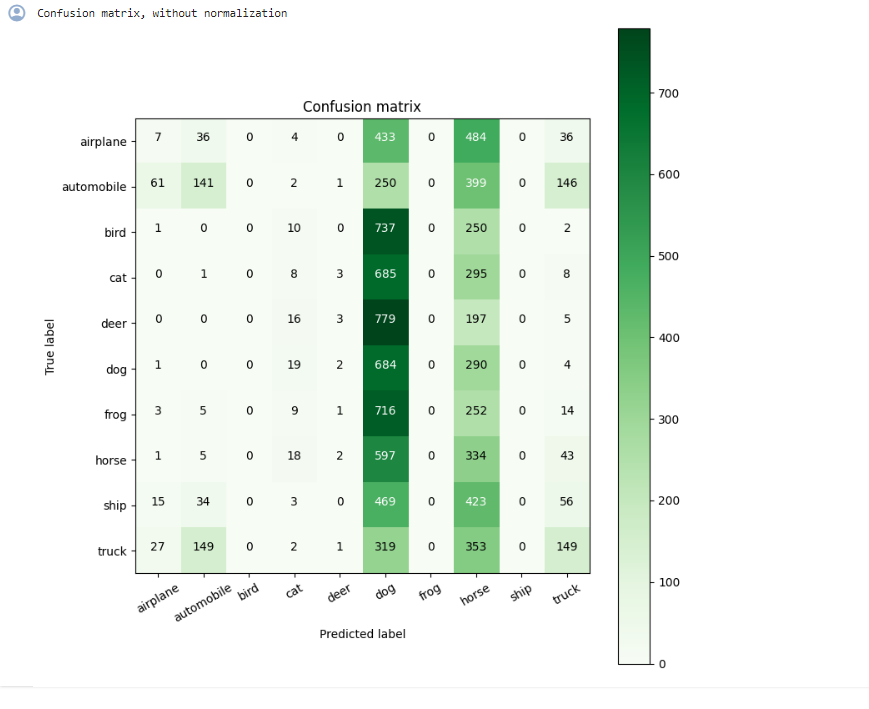 Confusion matrix, without normalization
Confusion matrix
airplane 7 36 0 4 0 433 0 484 0 36
automobile 61 141 0 2 1 250 0 399 0 146
bird 1 0 0 10 0 737 0 250 0 2
cat 0 1 0 8 3 685 0 295 0 8
deer 0 0 0 16 3 779 0 197 0 5
dog 1 0 0 19 2 684 0 290 0 4
frog 3 5 0 9 1 716 0 252 0 14
horse 1 5 0 18 2 597 0 334 0 43
ship 15 34 0 3 0 469 0 423 0 56
truck 27 149 0 2 1 319 0 353 0 149
True label
airplane automobile bird cat deer dog frog horse ship truck
Predicted label
700
600
500
400
300
200
100
0